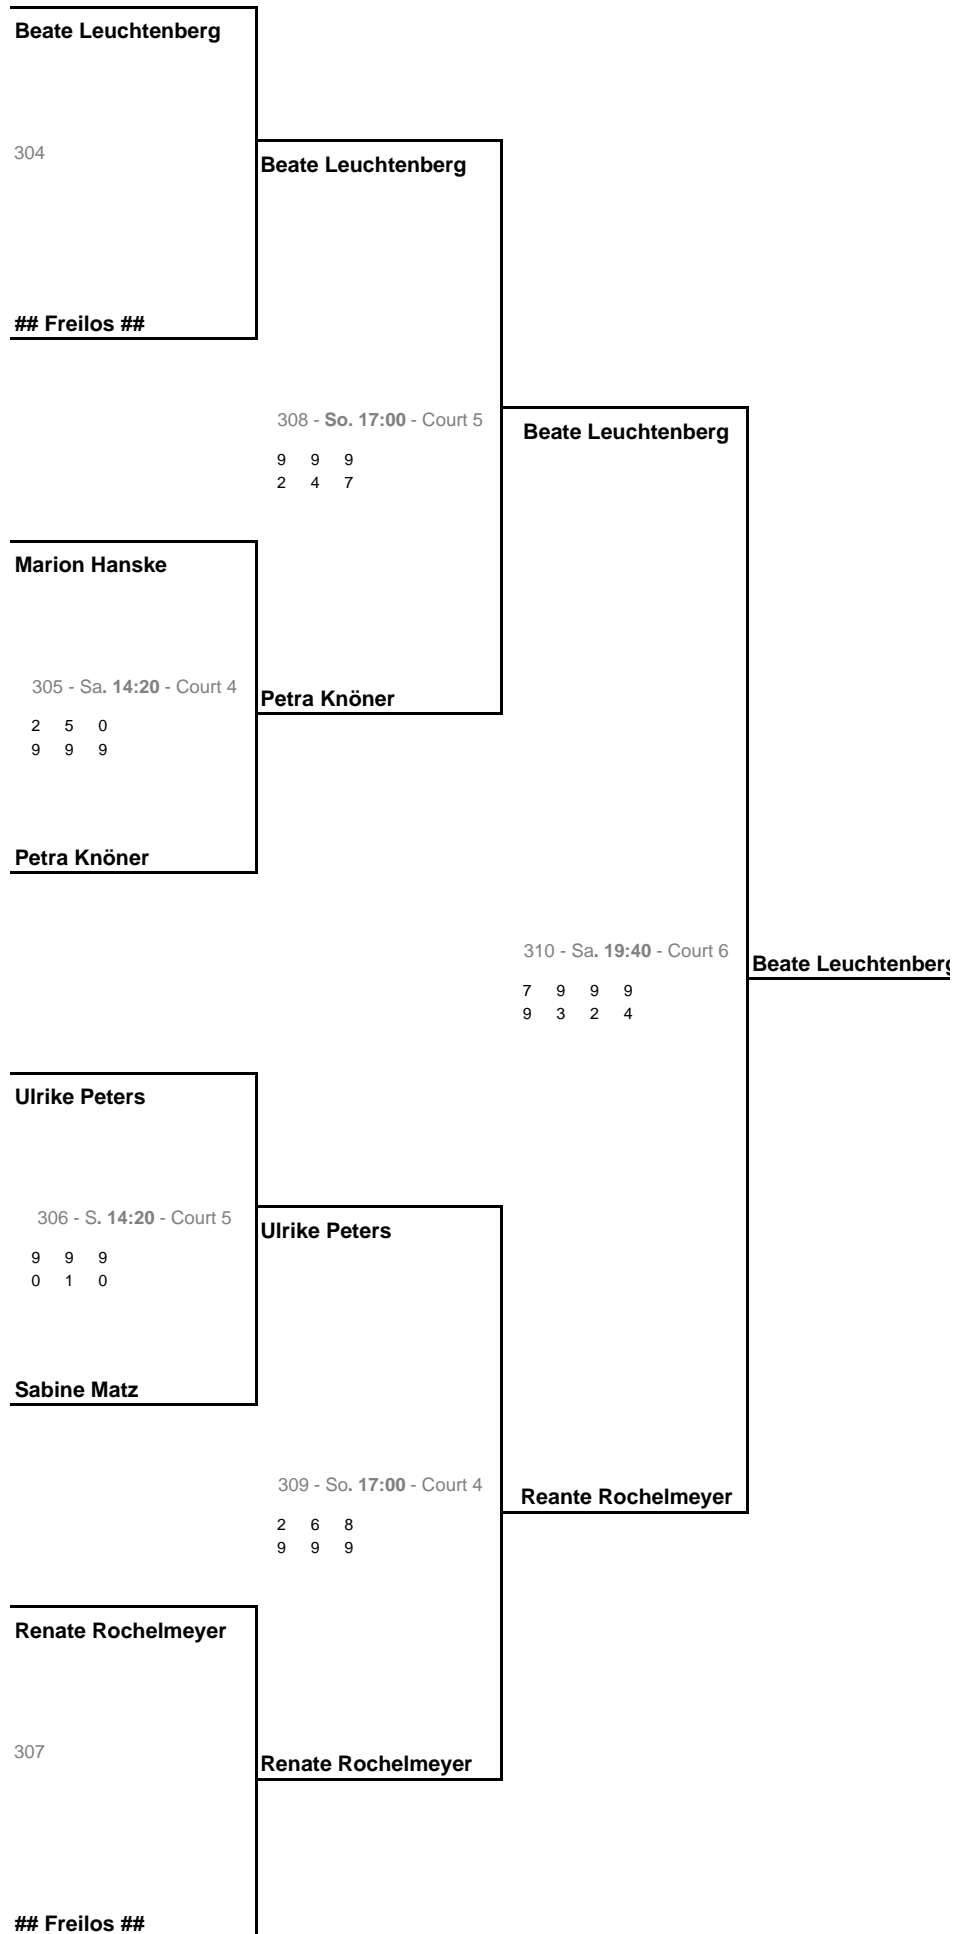 Beate Leuchtenberg
304
Beate Leuchtenberg
## Freilos ##
308 - So. 17:00 - Court 5
Beate Leuchtenberg
9 9 9
2 4 7
Marion Hanske
305 - Sa. 14:20 - Court 4
Petra Knöner
2 5 0
9 9 9
Petra Knöner
310 - Sa. 19:40 - Court 6
Beate Leuchtenberg
7 9 9 9
9 3 2 4
Ulrike Peters
306 - S. 14:20 - Court 5
Ulrike Peters
9 9 9
0 1 0
Sabine Matz
309 - So. 17:00 - Court 4
Reante Rochelmeyer
2 6 8
9 9 9
Renate Rochelmeyer
307
Renate Rochelmeyer
## Freilos ##